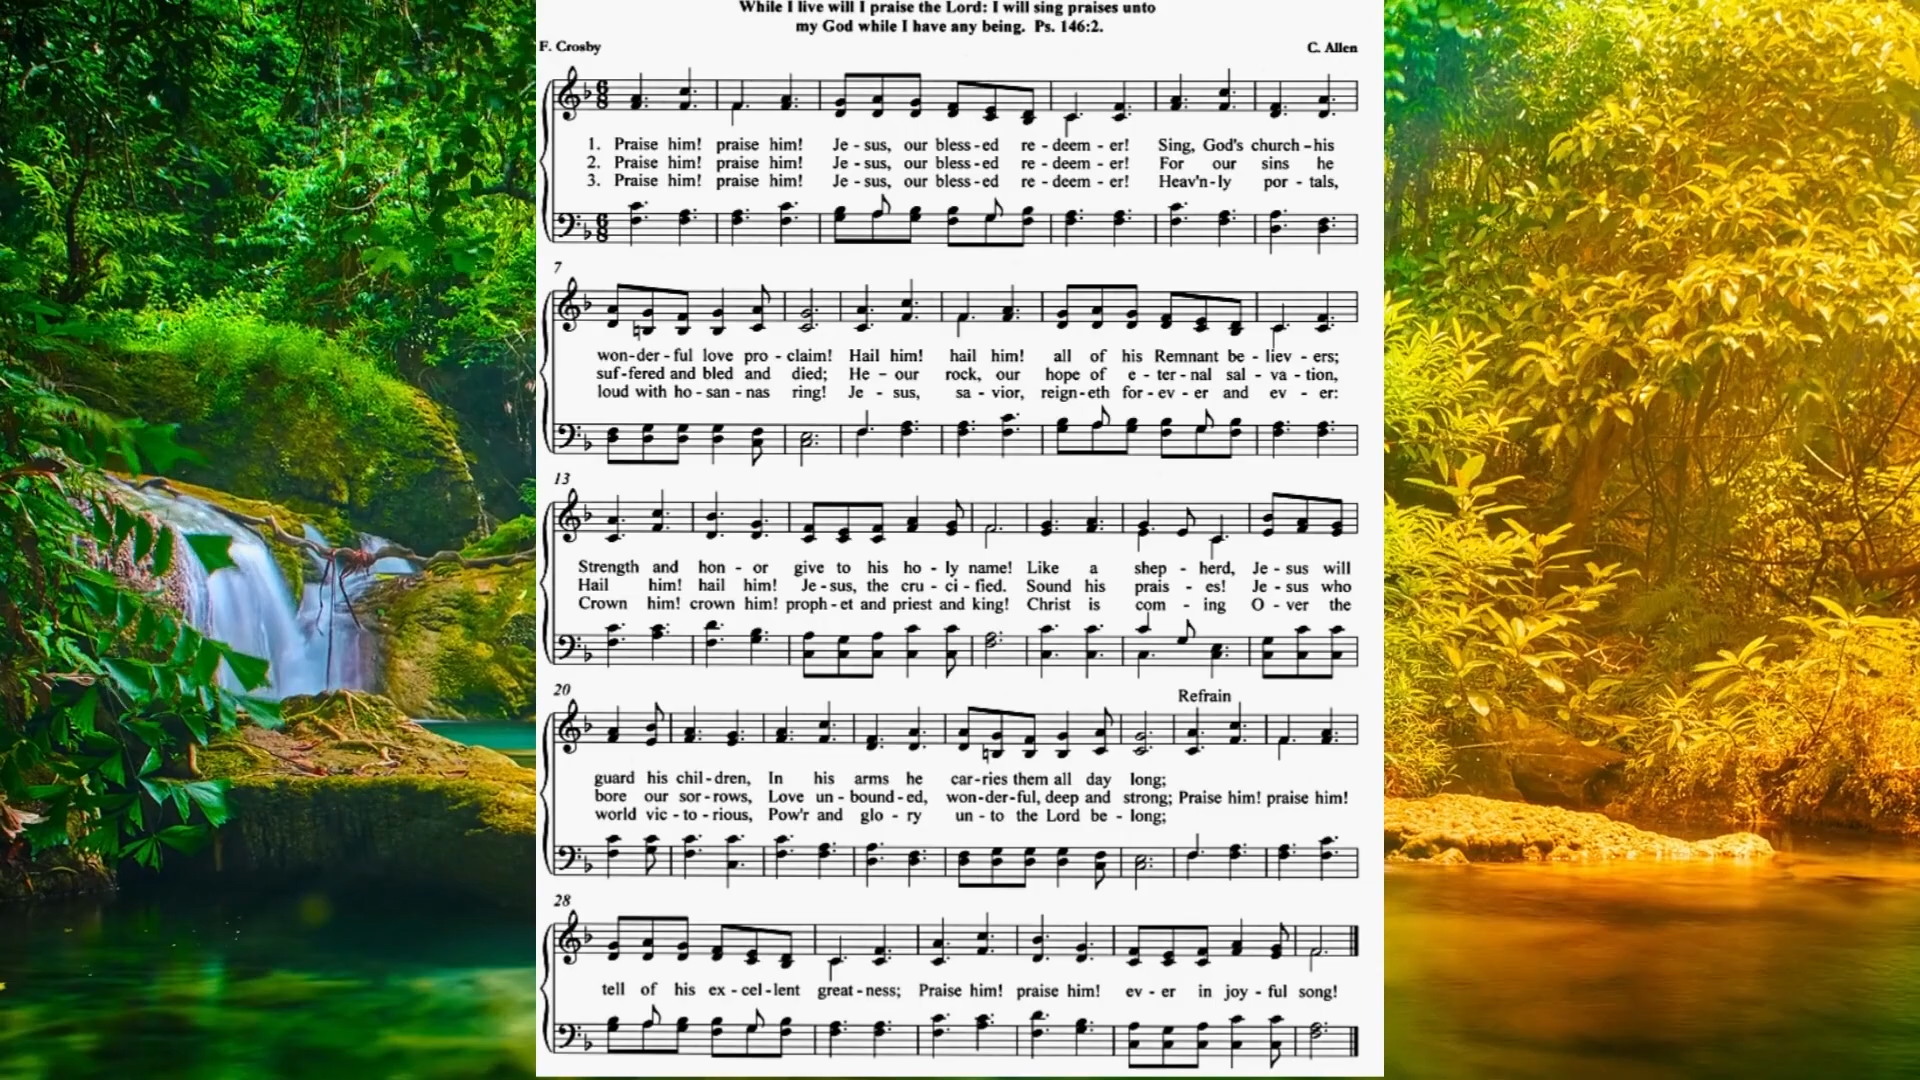 While I live will I praise the Lord: I will sing praises unto
my God while I have any being. Ps. 146:2.
F. Crosby
C. Allen
1. Praise him! praise him! Je - sus, our bless - ed re - deem - er! Sing, God's church - his
2. Praise him! praise him! Je - sus, our bless - ed re - deem - er! For our sins he
3. Praise him! praise him! Je - sus, our bless - ed re - deem - er! Heav'n - ly por - tals,
7
won - der - ful love pro - claim! Hail him! hail him! all of his Remnant be - liev - ers;
suf - fered and bled and died; He - our rock, our hope of e - ter - nal sal - va - tion,
loud with ho - san - nas ring! Je - sus, sa - vior, reign - eth for - ev - er and ev - er:
13
Strength and hon - or give to his ho - ly name! Like a shep - herd, Je - sus will
Hail him! hail him! Je - sus, the cru - ci - fied. Sound his prais - es! Je - sus who
Crown him! crown him! proph - et and priest and king! Christ is com - ing O - ver the
20
Refrain
guard his chil - dren, In his arms he car - ries them all day long;
bore our sor - rows, Love un - bound - ed, won - der - ful, deep and strong; Praise him! praise him!
world vic - to - rious, Pow'r and glo - ry un - to the Lord be - long;
28
tell of his ex - cel - lent great - ness; Praise him! praise him! ev - er in joy - ful song!